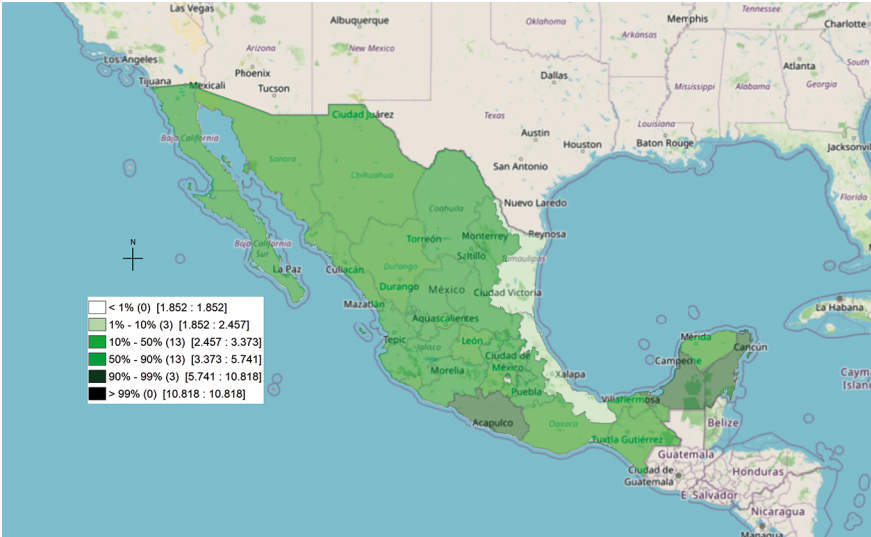 Las Vegas
Albuquerque
Oklahoma
Memphis
Tennessee
Charlotte
Arizona
New Mexico
Arkansas
Los Angeles
Phoenix
Atlanta
South
Tijuana
Mexicali
Tucson
Dallas
Mississippi
Alabama
Georgia
Ciudad Juárez
Texas
Louisiana
Austin
Houston
Baton Rouge
Jacksonvil
Baja California
Sonora
Chihuahua
San Antonio
Florida
Coahuila
Nuevo Laredo
N
Baja California
Sur
Torreón
Monterrey
Reynosa
Saltillo
Tamaulipas
La Paz
Culiacán
Durango
Durango
México
Ciudad Victoria
< 1% (0) [1.852 : 1.852]
1% - 10% (3) [1.852 : 2.457]
10% - 50% (13) [2.457 : 3.373]
50% - 90% (13) [3.373 : 5.741]
90% - 99% (3) [5.741 : 10.818]
> 99% (0) [10.818 : 10.818]
Mazatlán
Aguascalientes
La Habana
Tepic
Jalisco
León
Mérida
Cancún
Ciudad de
México
Campeche
Morelia
Xalapa
Caym
Islan
Puebla
Villahermosa
Acapulco
Oaxaca
Belize
Tuxtla Gutiérrez
Guatemala
Ciudad de
Guatemala
Honduras
El Salvador
Nicaragua
Managua